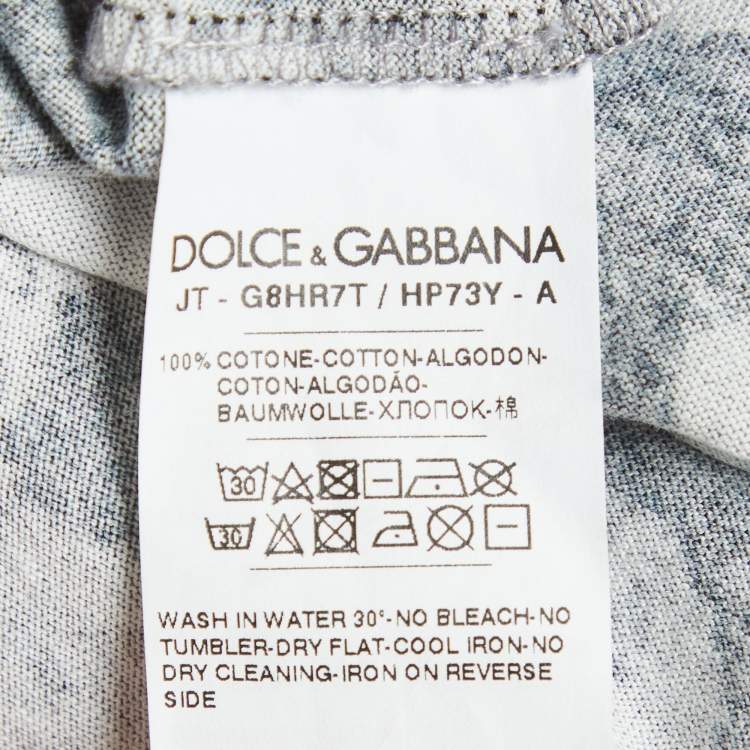 DOLCE & GABBANA
JT - G8HR7T / HP73Y - A
100% COTONE-COTTON-ALGODON-
COTON-ALGODÃO-
BAUMWOLLE-ХЛОПОК-棉
30
30
WASH IN WATER 30°-NO BLEACH-NO
TUMBLER-DRY FLAT-COOL IRON-NO
DRY CLEANING-IRON ON REVERSE
SIDE